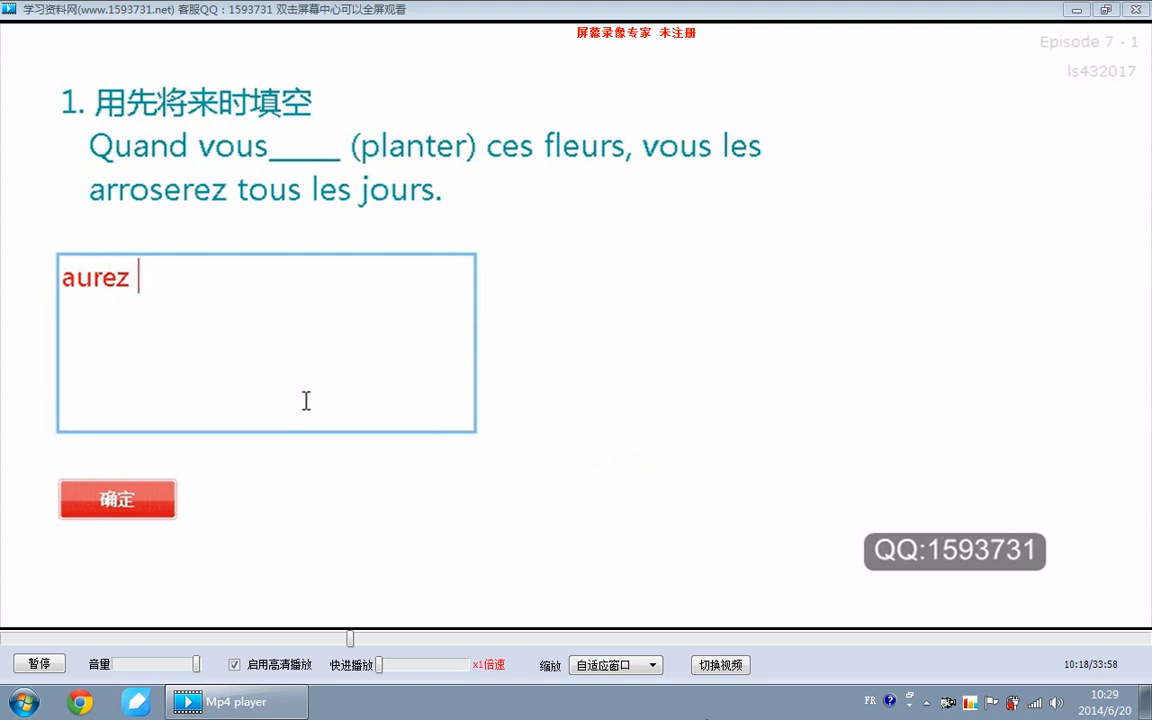 学习资料网(www.1593731.net) 客服QQ：1593731 双击屏幕中心可以全屏观看
屏幕录像专家 未注册
Episode 7 - 1
ls432017
1. 用先将来时填空
Quand vous_____ (planter) ces fleurs, vous les
arroserez tous les jours.
aurez
确定
QQ:1593731
暂停 音量 启用高清播放 快进播放 x1倍速 缩放 自适应窗口 切换视频 10:18/33:58
Mp4 player
FR
10:29
2014/6/20